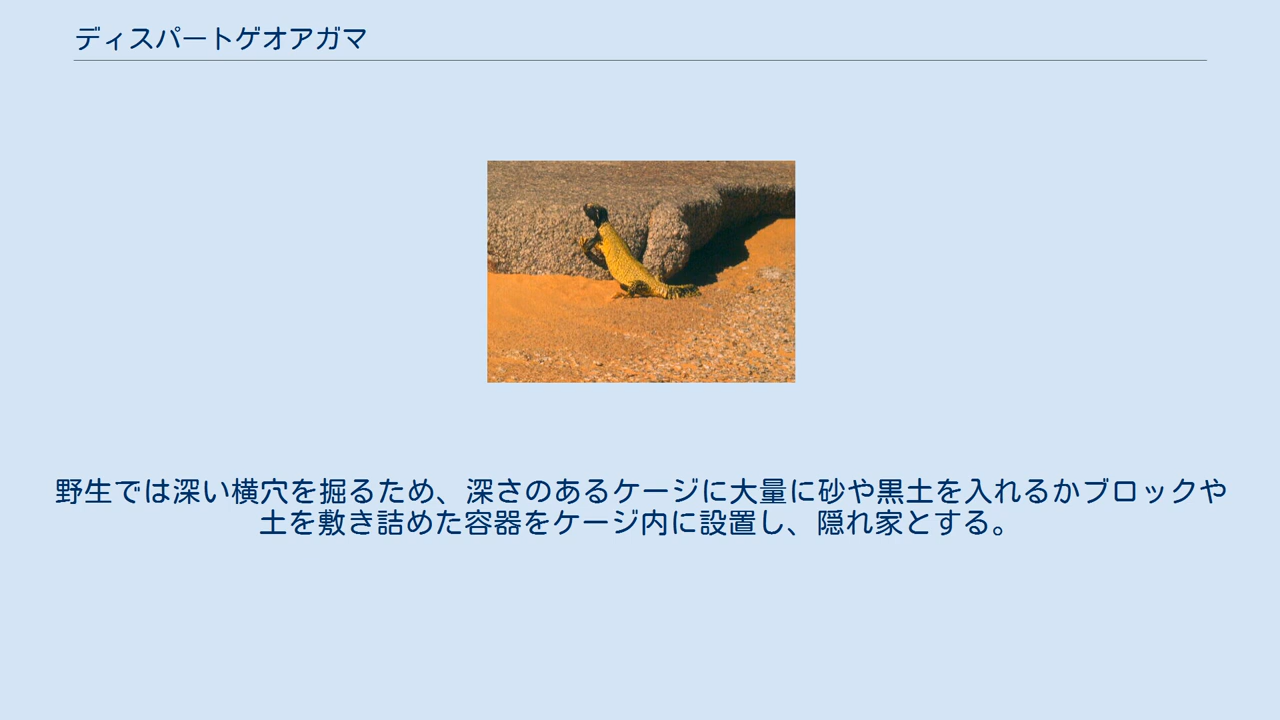 ディスパートゲオアガマ
野生では深い横穴を掘るため、深さのあるケージに大量に砂や黒土を入れるかブロックや
土を敷き詰めた容器をケージ内に設置し、隠れ家とする。